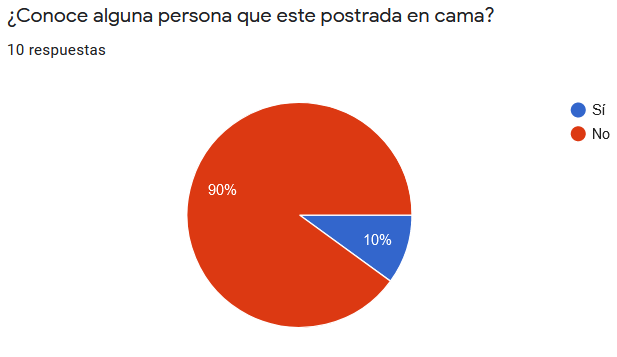 ¿Conoce alguna persona que este postrada en cama?
10 respuestas
Sí
No
90%
10%